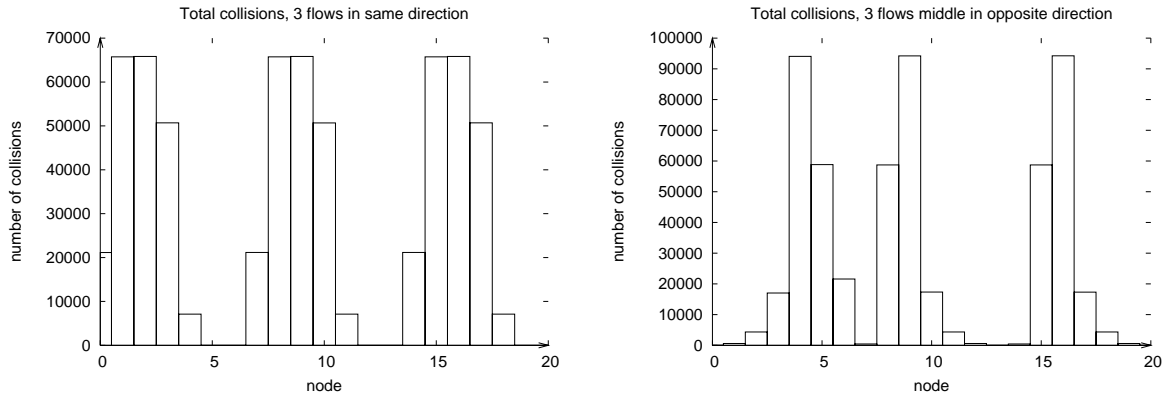 Total collisions, 3 flows in same direction
70000
60000
50000
40000
30000
20000
10000
0
number of collisions
0 5 10 15 20
node
Total collisions, 3 flows middle in opposite direction
100000
90000
80000
70000
60000
50000
40000
30000
20000
10000
0
number of collisions
0 5 10 15 20
node